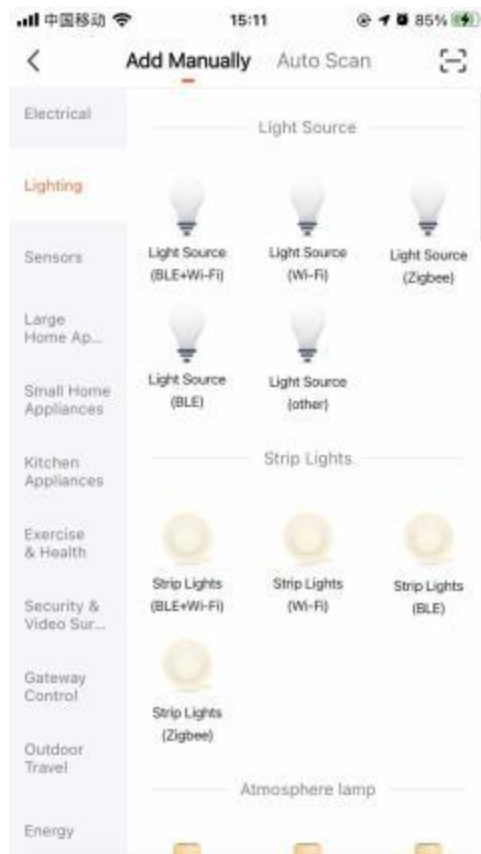 中国移动 15:11 85%
Add Manually Auto Scan
Electrical
Lighting
Sensors
Large
Home Ap...
Small Home
Appliances
Kitchen
Appliances
Exercise
& Health
Security &
Video Sur...
Gateway
Control
Outdoor
Travel
Energy
Light Source
Light Source Light Source Light Source
(BLE+Wi-Fi) (Wi-Fi) (Zigbee)
Light Source Light Source
(BLE) (other)
Strip Lights
Strip Lights Strip Lights Strip Lights
(BLE+Wi-Fi) (Wi-Fi) (BLE)
Strip Lights
(Zigbee)
Atmosphere lamp